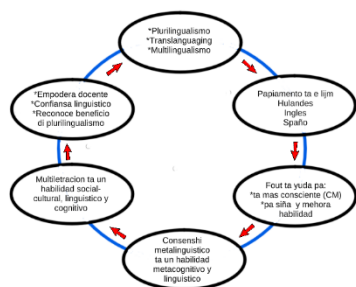 *Plurilingualismo
*Translanguaging
*Multilingualismo
Papiamento ta e lijm
Hulandes
Ingles
Spaño
Fout ta yuda pa:
*ta mas consciente (CM)
*pa siña y mehora
habilidad
Consenshi
metalinguistico
ta un habilidad
metacognitivo y
linguistico
Multiletracion ta un
habilidad social-
cultural, linguistico y
cognitivo
*Empodera docente
*Confiansa linguistico
*Reconoce beneficio
di plurilingualismo